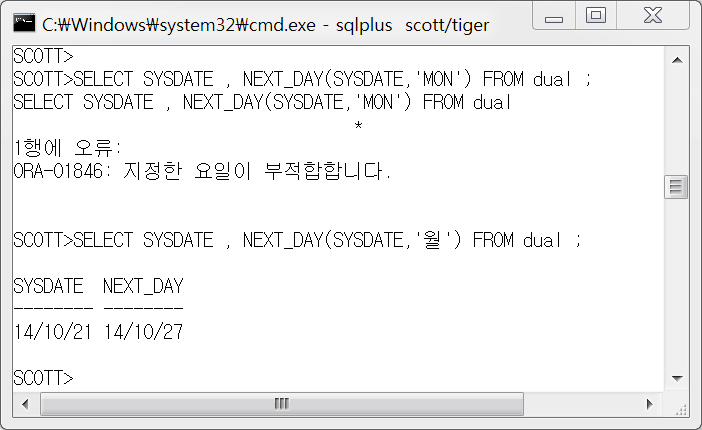 C:₩Windows₩system32₩cmd.exe - sqlplus  scott/tiger
SCOTT>
SCOTT>SELECT SYSDATE , NEXT_DAY(SYSDATE,'MON') FROM dual ;
SELECT SYSDATE , NEXT_DAY(SYSDATE,'MON') FROM dual
*
1행에 오류:
ORA-01846: 지정한 요일이 부적합합니다.
SCOTT>SELECT SYSDATE , NEXT_DAY(SYSDATE,'월') FROM dual ;
SYSDATE  NEXT_DAY
-------- --------
14/10/21 14/10/27
SCOTT>